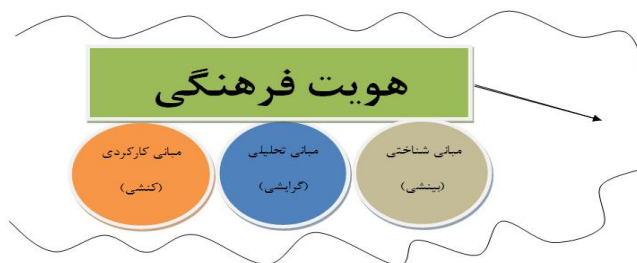 هویت فرهنگی
مبانی شناختی
(بینشی)
مبانی تحلیلی
(گرایشی)
مبانی کارکردی
(کنشی)